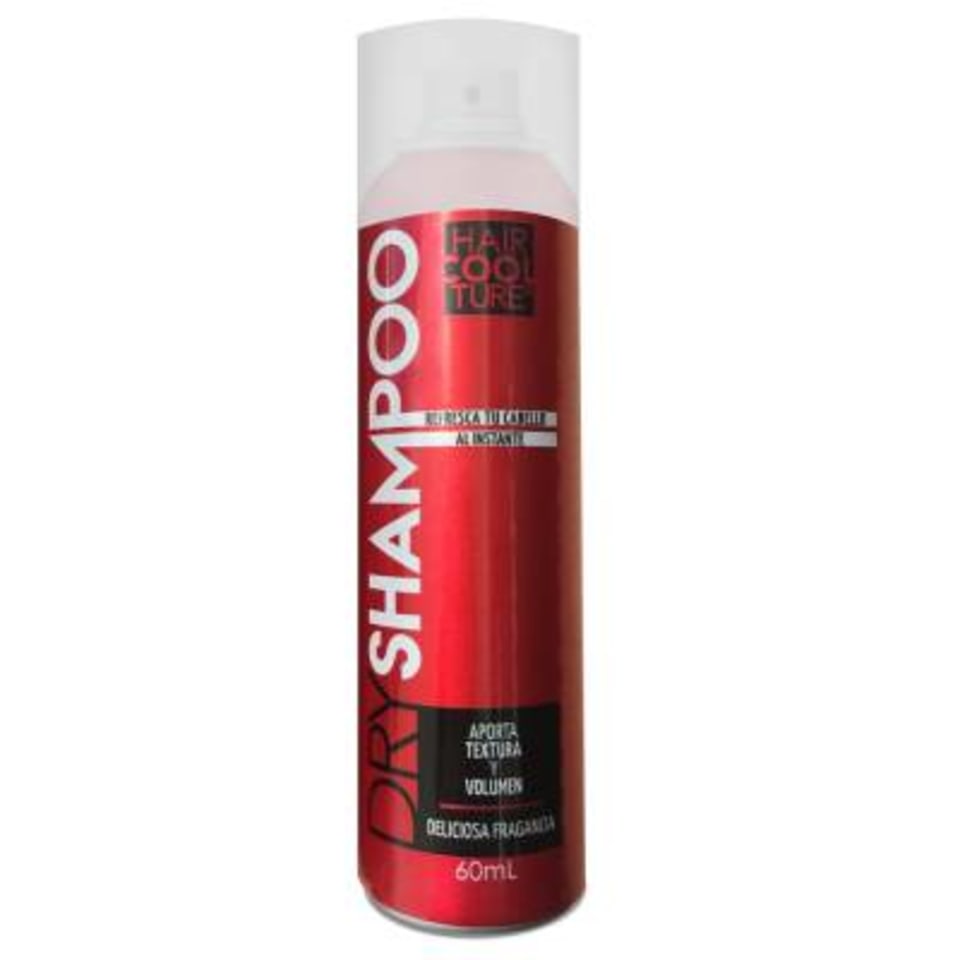 HAIR
COOL
TURE
DRY SHAMPOO
REFRESCA TU CABELLO
AL INSTANTE
APORTA
TEXTURA
Y
VOLUMEN
DELICIOSA FRAGANCIA
60mL